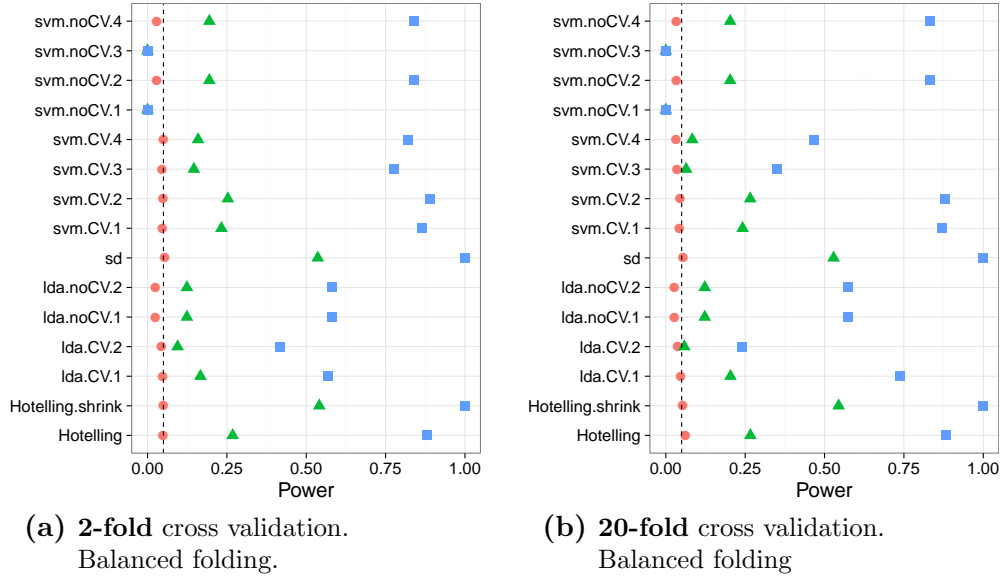 svm.noCV.4
svm.noCV.3
svm.noCV.2
svm.noCV.1
svm.CV.4
svm.CV.3
svm.CV.2
svm.CV.1
sd
lda.noCV.2
lda.noCV.1
lda.CV.2
lda.CV.1
Hotelling.shrink
Hotelling
0.00 0.25 0.50 0.75 1.00
Power
(a) 2-fold cross validation.
Balanced folding.
svm.noCV.4
svm.noCV.3
svm.noCV.2
svm.noCV.1
svm.CV.4
svm.CV.3
svm.CV.2
svm.CV.1
sd
lda.noCV.2
lda.noCV.1
lda.CV.2
lda.CV.1
Hotelling.shrink
Hotelling
0.00 0.25 0.50 0.75 1.00
Power
(b) 20-fold cross validation.
Balanced folding